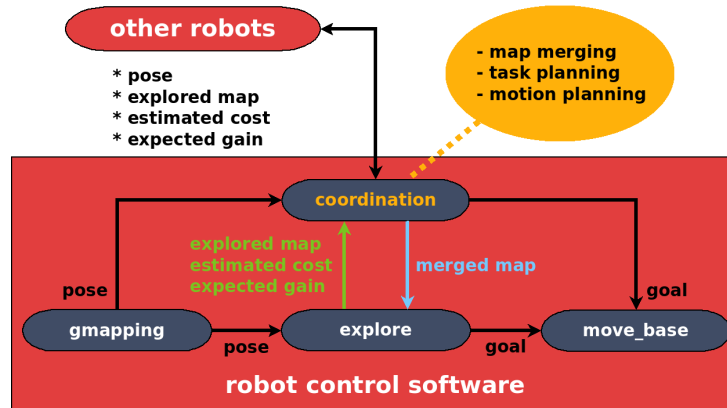 other robots
* pose
* explored map
* estimated cost
* expected gain
- map merging
- task planning
- motion planning
coordination
explored map
estimated cost
expected gain
merged map
pose
goal
gmapping
explore
move_base
pose
goal
robot control software